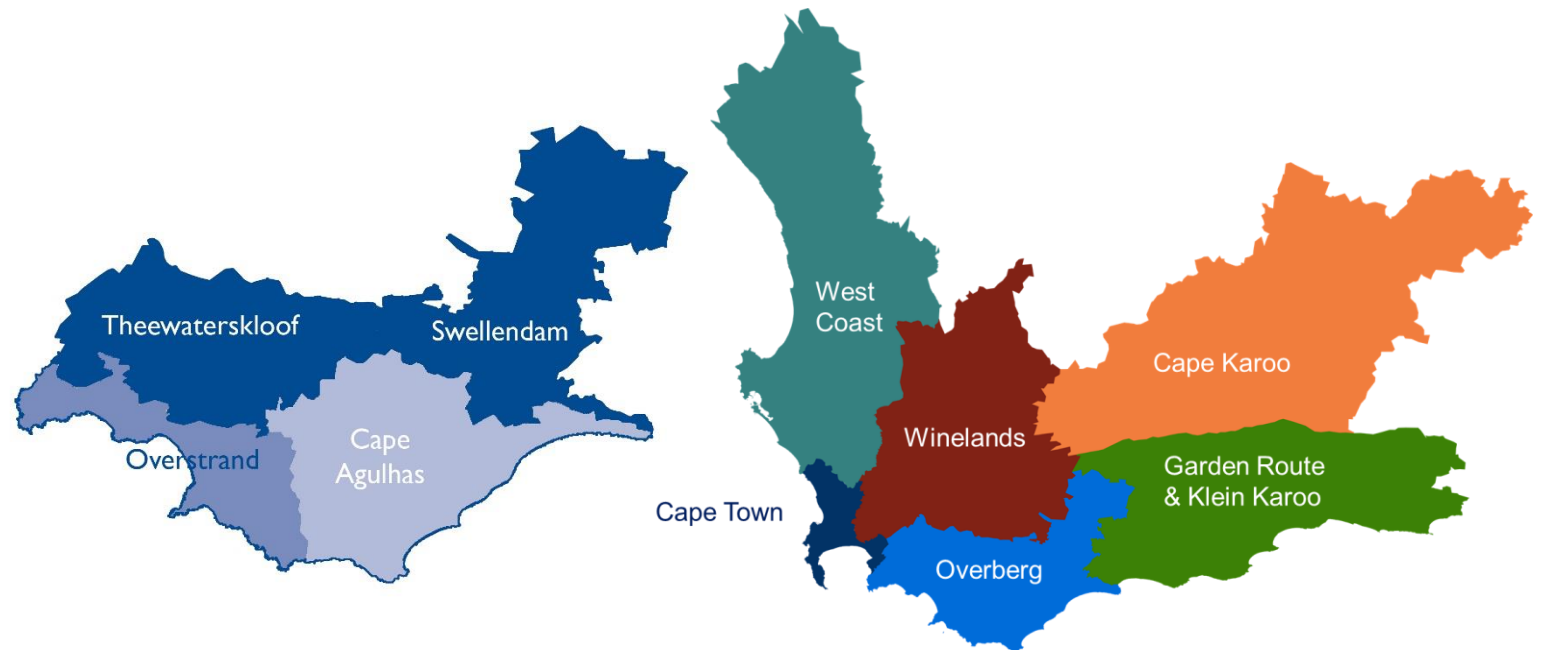 Theewaterskloof
Swellendam
Overstrand
Cape
Agulhas
West
Coast
Cape Karoo
Winelands
Garden Route
& Klein Karoo
Cape Town
Overberg